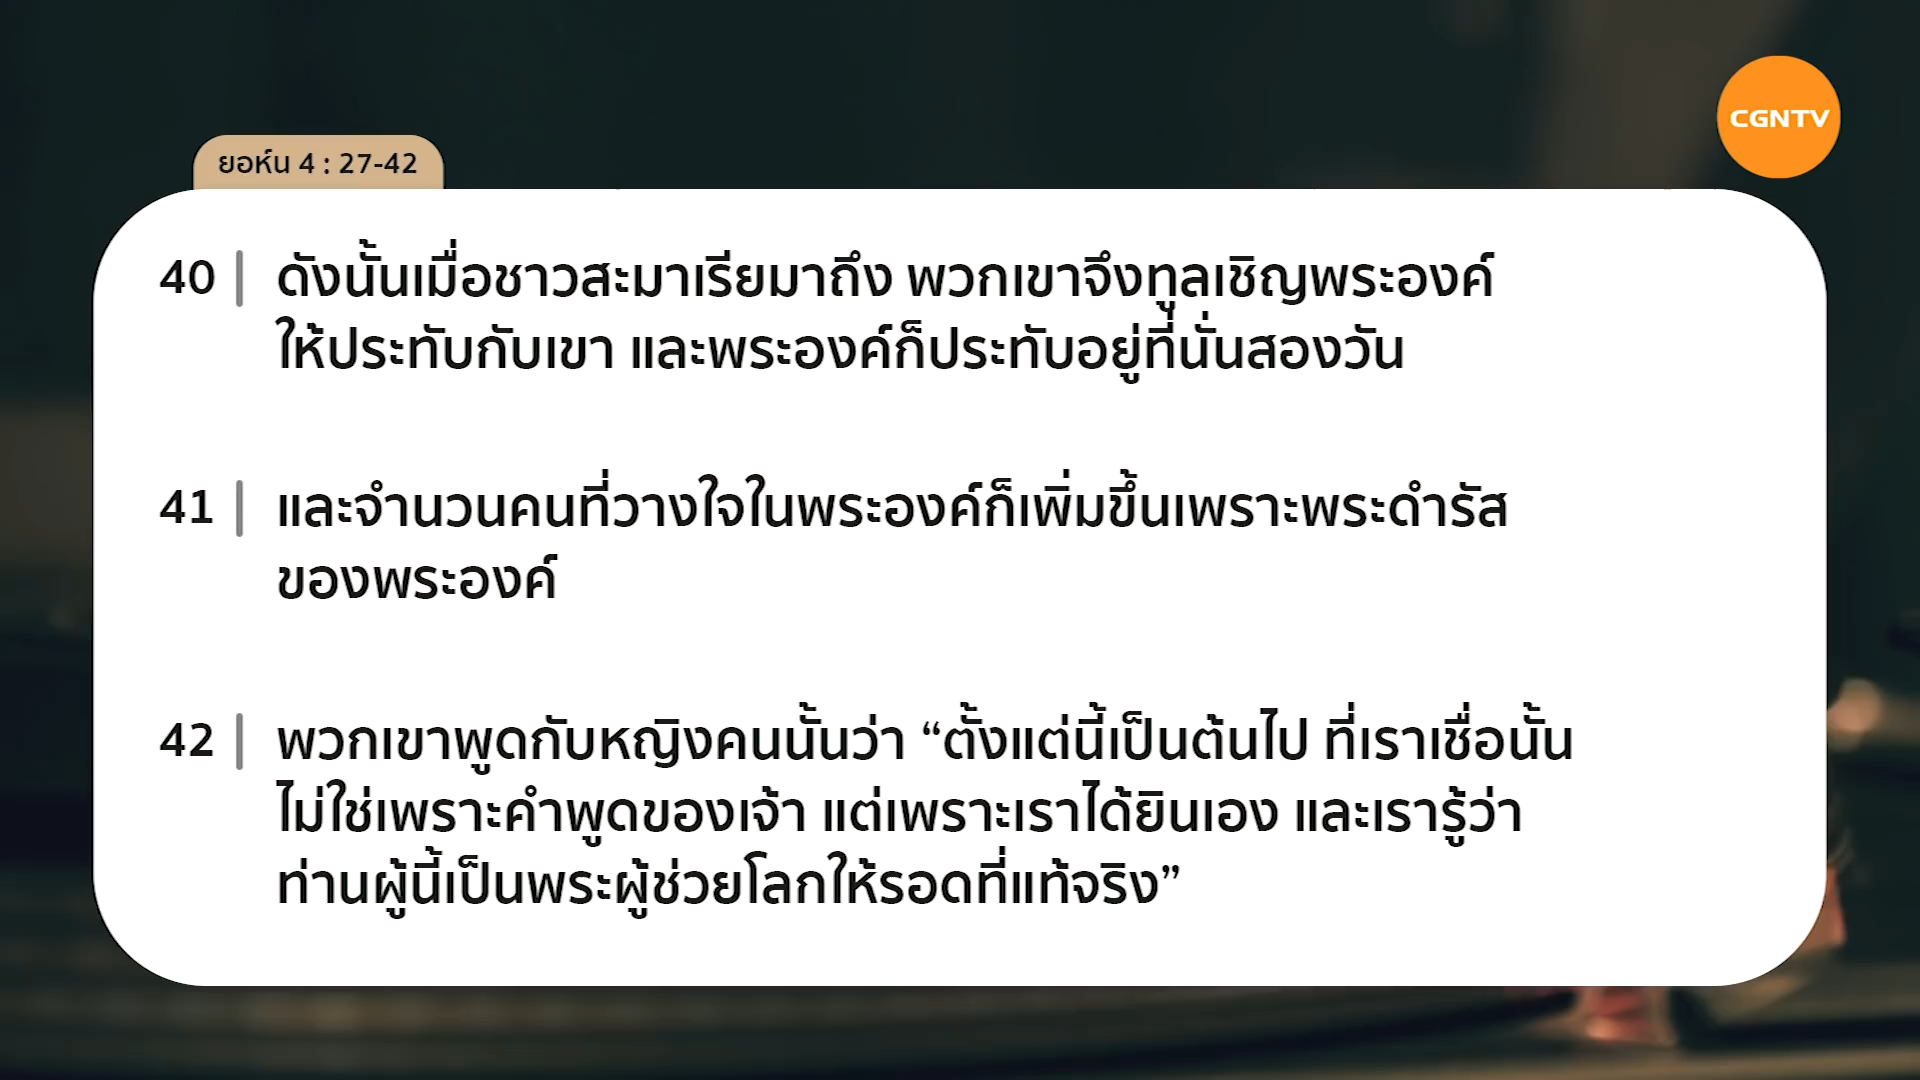 CGNTV
ยอห์น 4 : 27-42
40 ดังนั้นเมื่อชาวสะมาเรียมาถึง พวกเขาจึงทูลเชิญพระองค์
ให้ประทับกับเขา และพระองค์ก็ประทับอยู่ที่นั่นสองวัน
41 และจำนวนคนที่วางใจในพระองค์ก็เพิ่มขึ้นเพราะพระดำรัส
ของพระองค์
42 พวกเขาพูดกับหญิงคนนั้นว่า “ตั้งแต่นี้เป็นต้นไป ที่เราเชื่อนั้น
ไม่ใช่เพราะคำพูดของเจ้า แต่เพราะเราได้ยินเอง และเรารู้ว่า
ท่านผู้นี้เป็นพระผู้ช่วยโลกให้รอดที่แท้จริง”